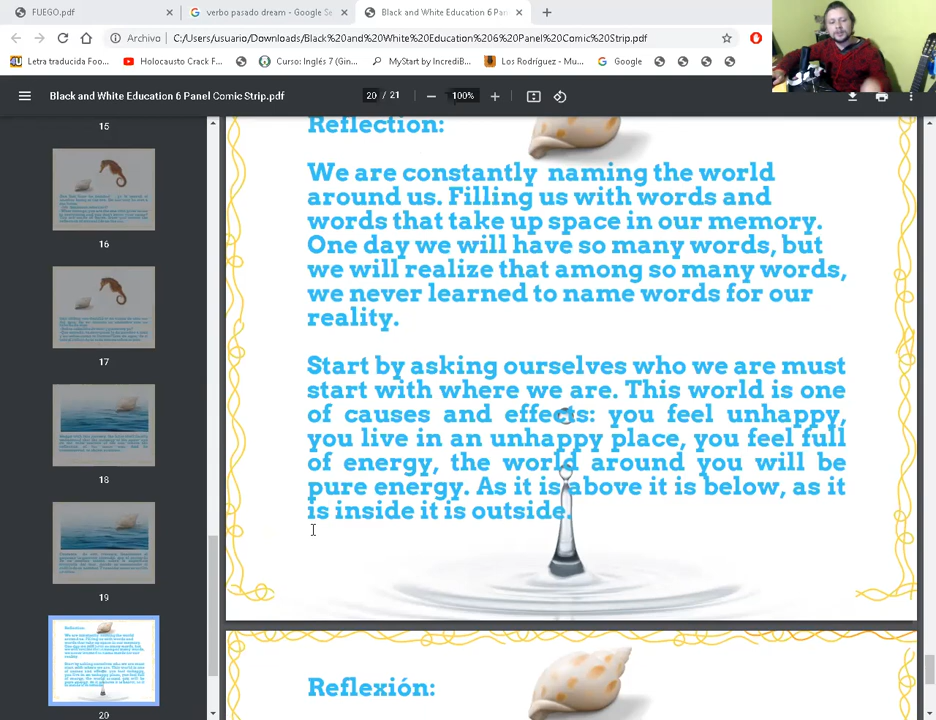 FUEGO.pdf
verbo pasado dream - Google Se
Black and White Education 6 Pan
Archivo C:/Users/usuario/Downloads/Black%20and%20White%20Education%206%20Panel%20Comic%20Strip.pdf
Letra traducida Foo...
Holocausto Crack F...
Curso: Inglés 7 (Gin...
MyStart by IncrediB...
Los Rodríguez - Mu...
Google
Black and White Education 6 Panel Comic Strip.pdf
20 / 21
100%
15
16
17
18
19
20
Reflection:
We are constantly naming the world
around us. Filling us with words and
words that take up space in our memory.
One day we will have so many words, but
we will realize that among so many words,
we never learned to name words for our
reality.
Start by asking ourselves who we are must
start with where we are. This world is one
of causes and effects: you feel unhappy,
you live in an unhappy place, you feel full
of energy, the world around you will be
pure energy. As it is above it is below, as it
is inside it is outside.
Reflexión: